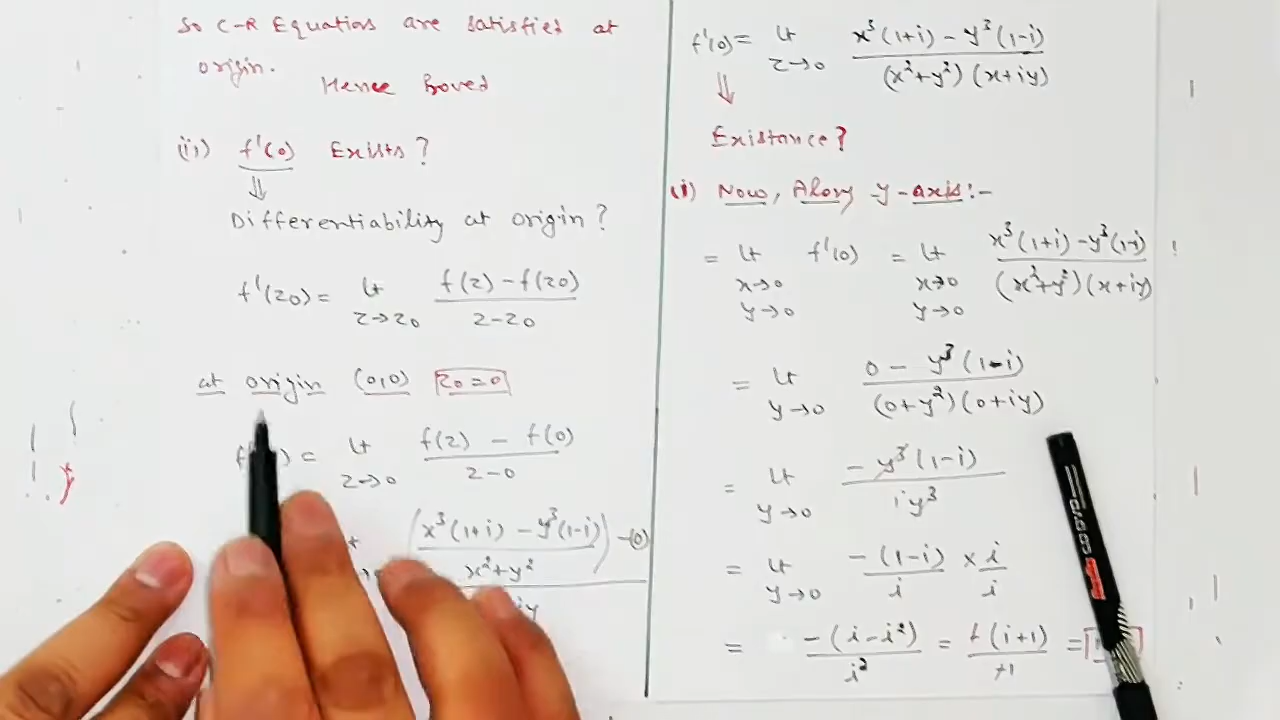 So C-R Equations are satisfied at
origin.
Hence Proved
(ii) f'(0) Exists?
⇓
Differentiability at origin?
f'(z0) = lt z→z0 f(z) - f(z0) / z - z0
at origin (0,0) z0 = 0
= lt z→0 f(z) - f(0) / z - 0
(x³(1+i) - y³(1-i) / x²+y²) - (0)
iy
f'(0) = lt z→0 x³(1+i) - y³(1-i) / (x²+y²)(x+iy)
⇓
Existance?
(i) Now, Along y-axis:-
= lt x→0 y→0 f'(0) = lt x→0 y→0 x³(1+i) - y³(1-i) / (x²+y²)(x+iy)
= lt y→0 0 - y³(1-i) / (0+y²)(0+iy)
= lt y→0 -y³(1-i) / iy³
= lt y→0 -(1-i) / i × i / i
= -(i-i²) / i² = +(i+1) / +1 =